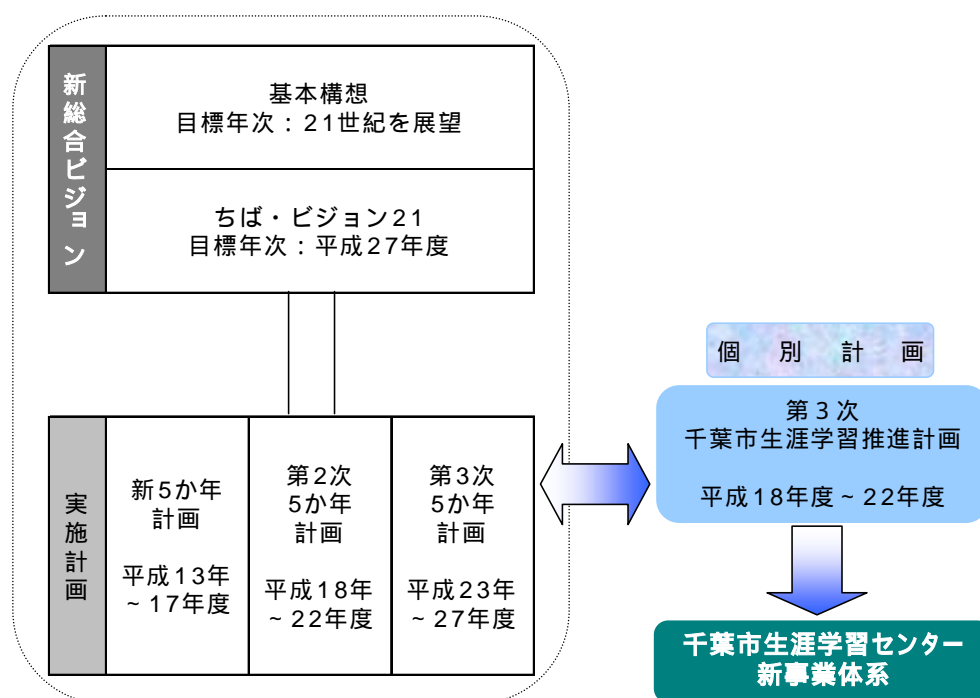 新総合ビジョン
基本構想
目標年次：21世紀を展望
ちば・ビジョン21
目標年次：平成27年度
個　別　計　画
第３次
千葉市生涯学習推進計画
平成18年度～22年度
実施計画
新5か年
計画
平成13年
～17年度
第2次
5か年
計画
平成18年
～22年度
第3次
5か年
計画
平成23年
～27年度
千葉市生涯学習センター
新事業体系